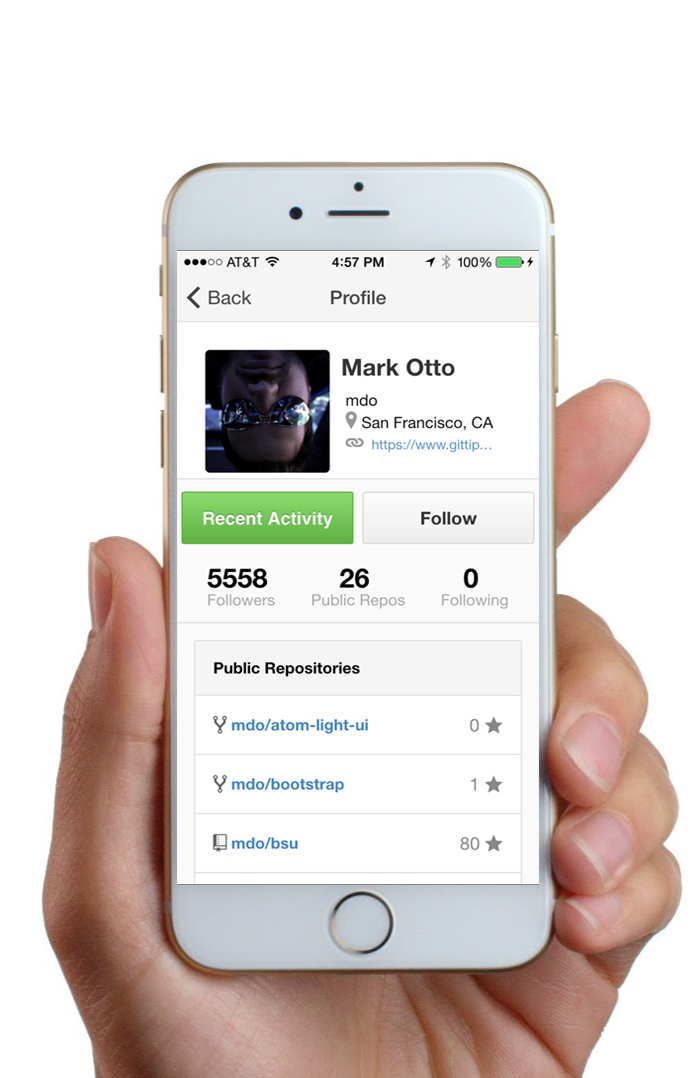 AT&T 4:57 PM 100%
Back Profile
Mark Otto
mdo
San Francisco, CA
https://www.gittip...
Recent Activity Follow
5558 26 0
Followers Public Repos Following
Public Repositories
mdo/atom-light-ui 0
mdo/bootstrap 1
mdo/bsu 80